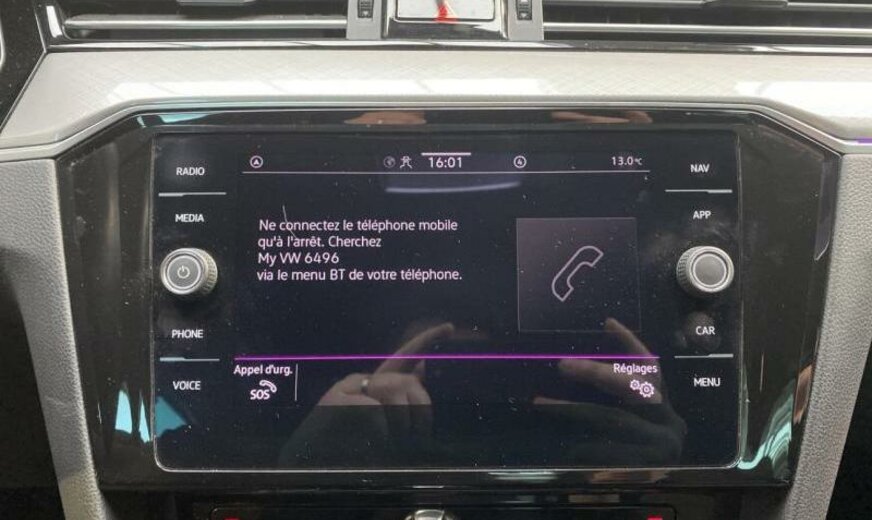 RADIO
MEDIA
PHONE
VOICE
16:01
13.0°C
Ne connectez le téléphone mobile
qu'à l'arrêt. Cherchez
My VW 6496
via le menu BT de votre téléphone.
Appel d'urg.
SOS
Réglages
NAV
APP
CAR
MENU